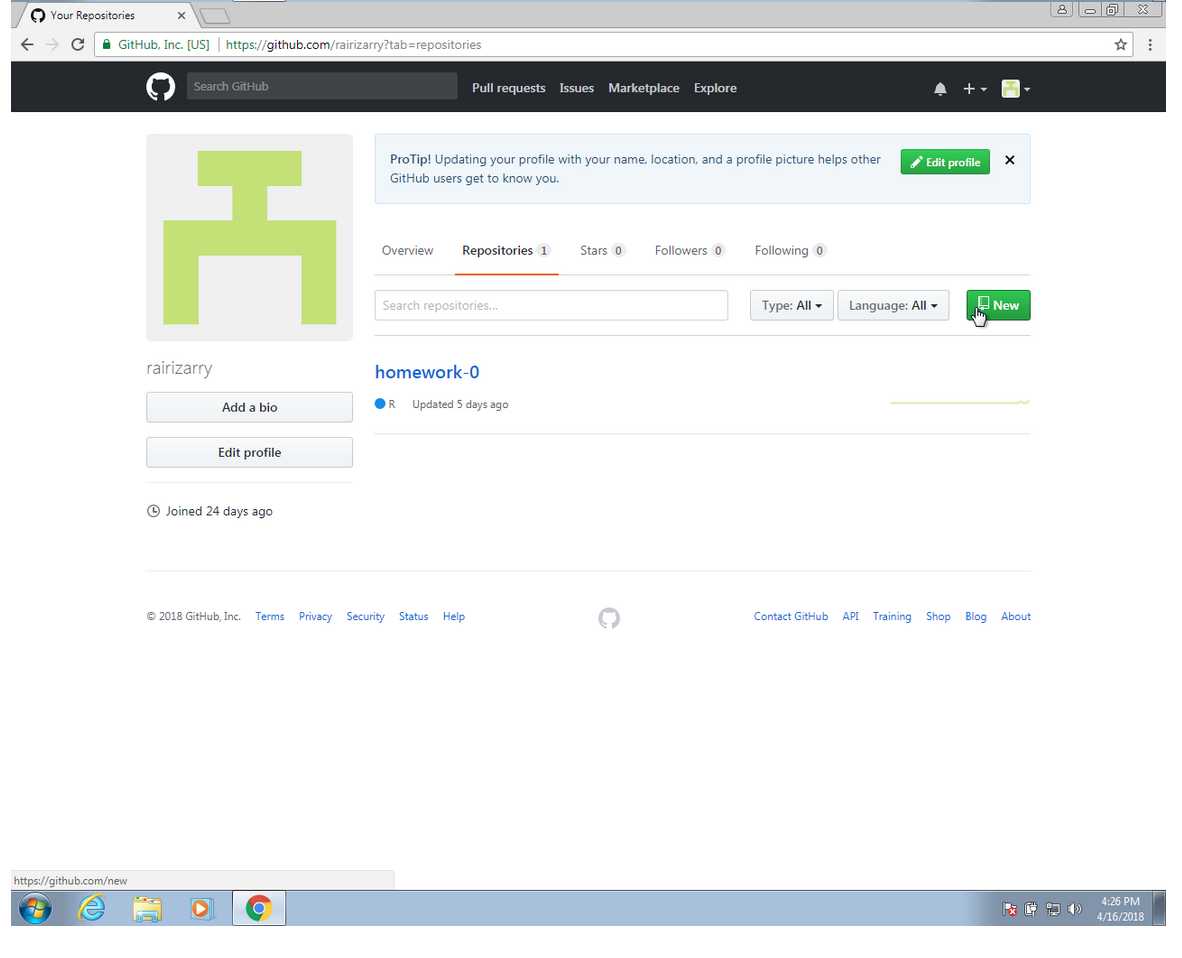 Your Repositories
GitHub, Inc. [US] | https://github.com/rairizarry?tab=repositories
Search GitHub
Pull requests Issues Marketplace Explore
ProTip! Updating your profile with your name, location, and a profile picture helps other
GitHub users get to know you.
Edit profile
Overview Repositories 1 Stars 0 Followers 0 Following 0
Search repositories...
Type: All Language: All New
rairizarry
Add a bio
Edit profile
Joined 24 days ago
homework-0
R Updated 5 days ago
© 2018 GitHub, Inc. Terms Privacy Security Status Help
Contact GitHub API Training Shop Blog About
https://github.com/new
4:26 PM
4/16/2018